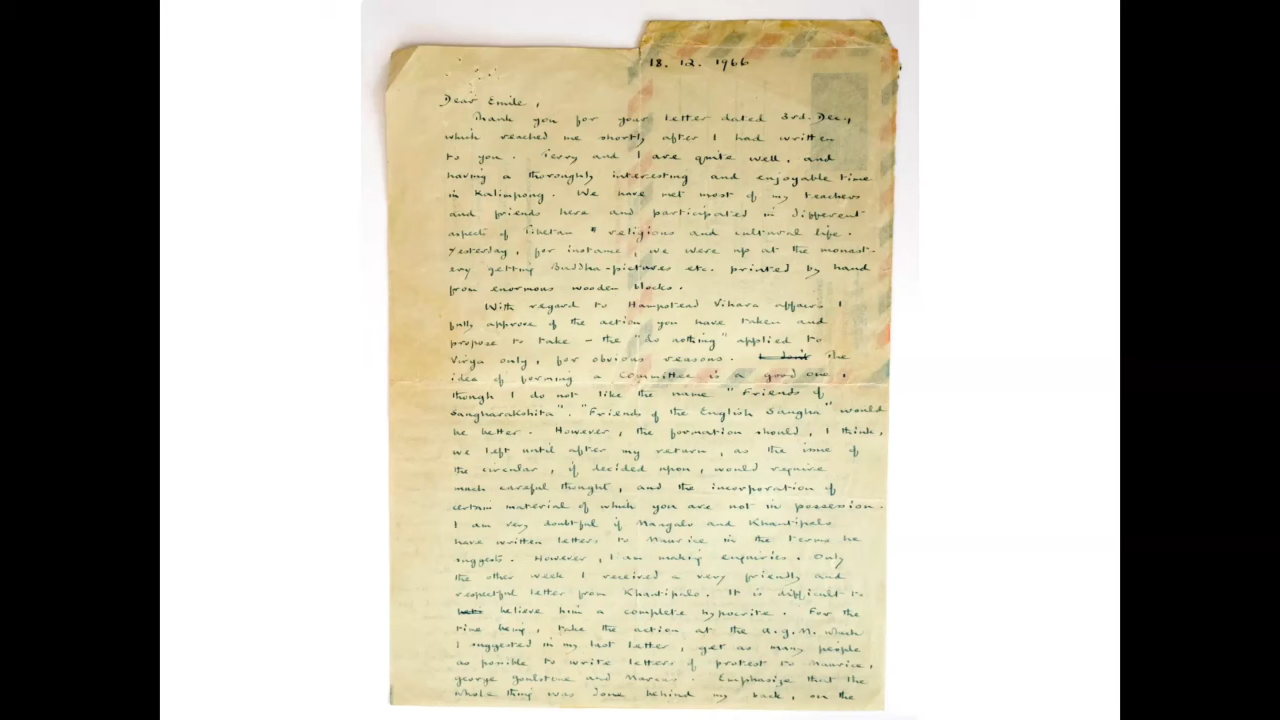 18. 12. 1966
Dear Emile,
Thank you for your letter dated 3rd. Dec.,
which reached me shortly after I had written
to you. Terry and I are quite well, and
having a thoroughly interesting and enjoyable time
in Kalimpong. We have met most of my teachers
and friends here and participated in different
aspects of Tibetan religious and cultural life.
Yesterday, for instance, we were up at the monast-
ery getting Buddha-pictures etc. printed by hand
from enormous wooden blocks.
With regard to Hampstead Vihara affairs I
fully approve of the action you have taken and
propose to take – the "do nothing" applied to
Virya only, for obvious reasons. I don't The
idea of forming a Committee is a good one,
though I do not like the name "Friends of
Sangharakshita". "Friends of the English Sangha" would
be better. However, the formation should, I think,
we left until after my return, as the issue of
the circular, if decided upon, would require
much careful thought, and the incorporation of
certain material of which you are not in possession.
I am very doubtful if Mangalo and Khantipalo
have written letters to Maurice in the terms he
suggests. However, I am making enquiries. Only
the other week I received a very friendly and
respectful letter from Khantipalo. It is difficult to
believe him a complete hypocrite. For the
time being, take the action at the A.G.M. which
I suggested in my last letter, get as many people
as possible to write letters of protest to Maurice,
George Goulstone and Marcus. Emphasize that the
whole thing was done behind my back, on the